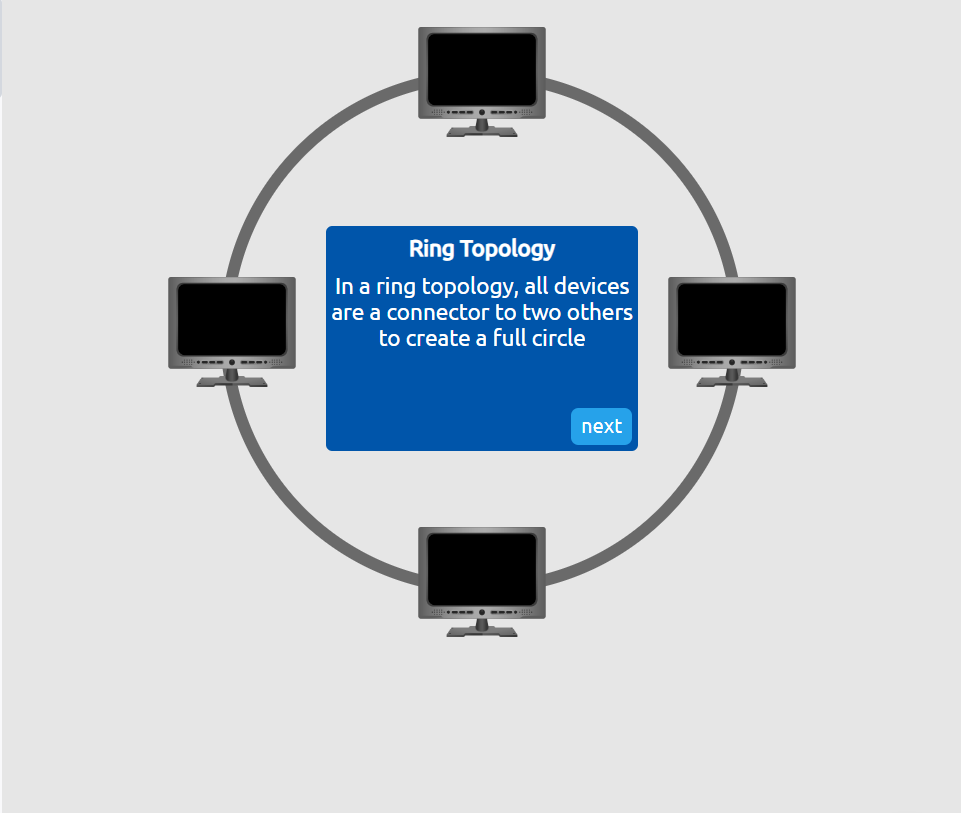 Ring Topology
In a ring topology, all devices
are a connector to two others
to create a full circle
next